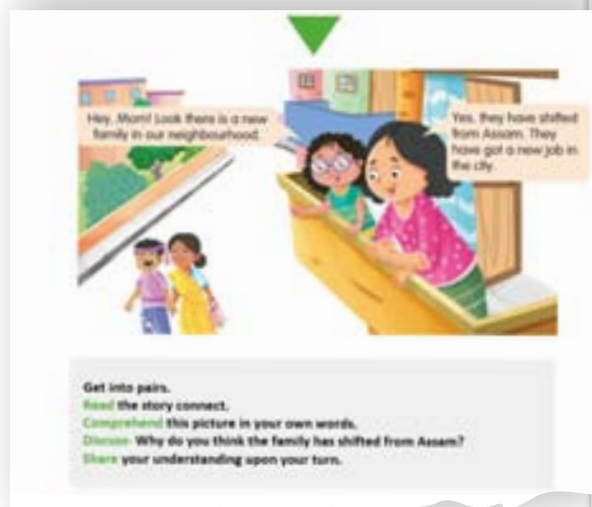 Hey, Mom! Look there is a new
family in our neighbourhood.
Yes, they have shifted
from Assam. They
have got a new job in
the city.
Get into pairs.
Read the story connect.
Comprehend this picture in your own words.
Discuss- Why do you think the family has shifted from Assam?
Share your understanding upon your turn.